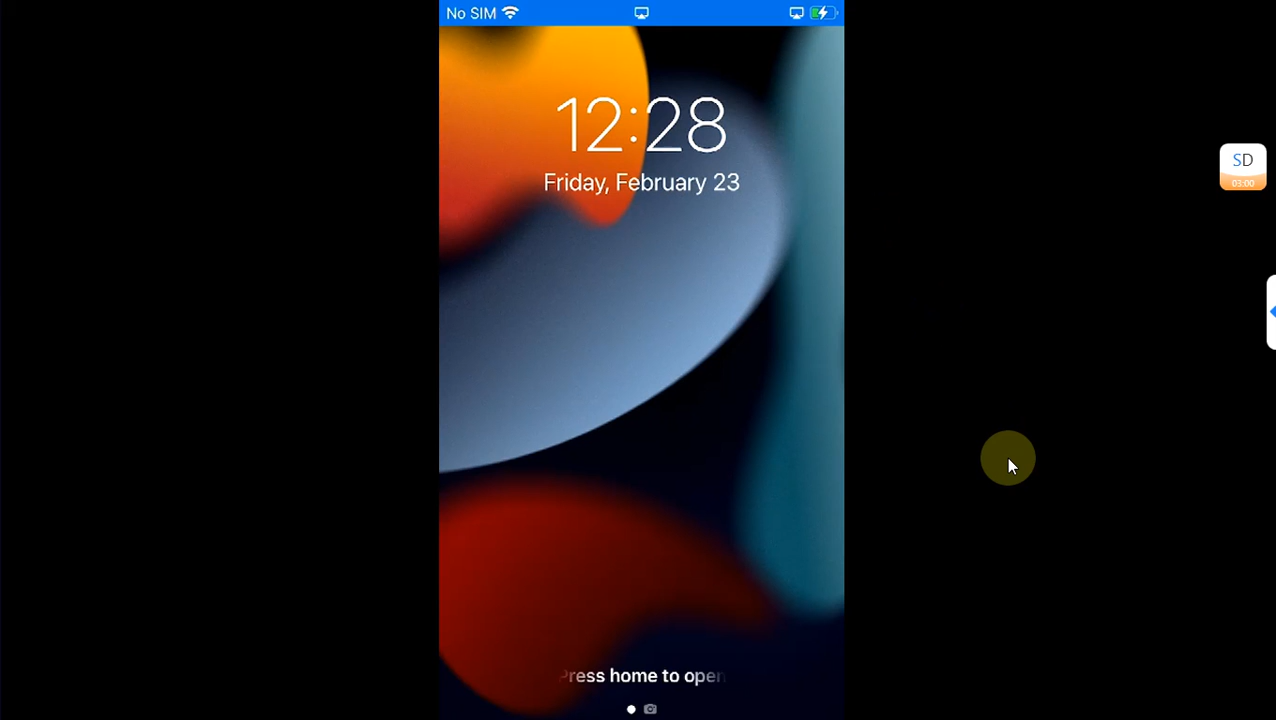 No SIM
12:28
Friday, February 23
SD
03:00
Press home to open